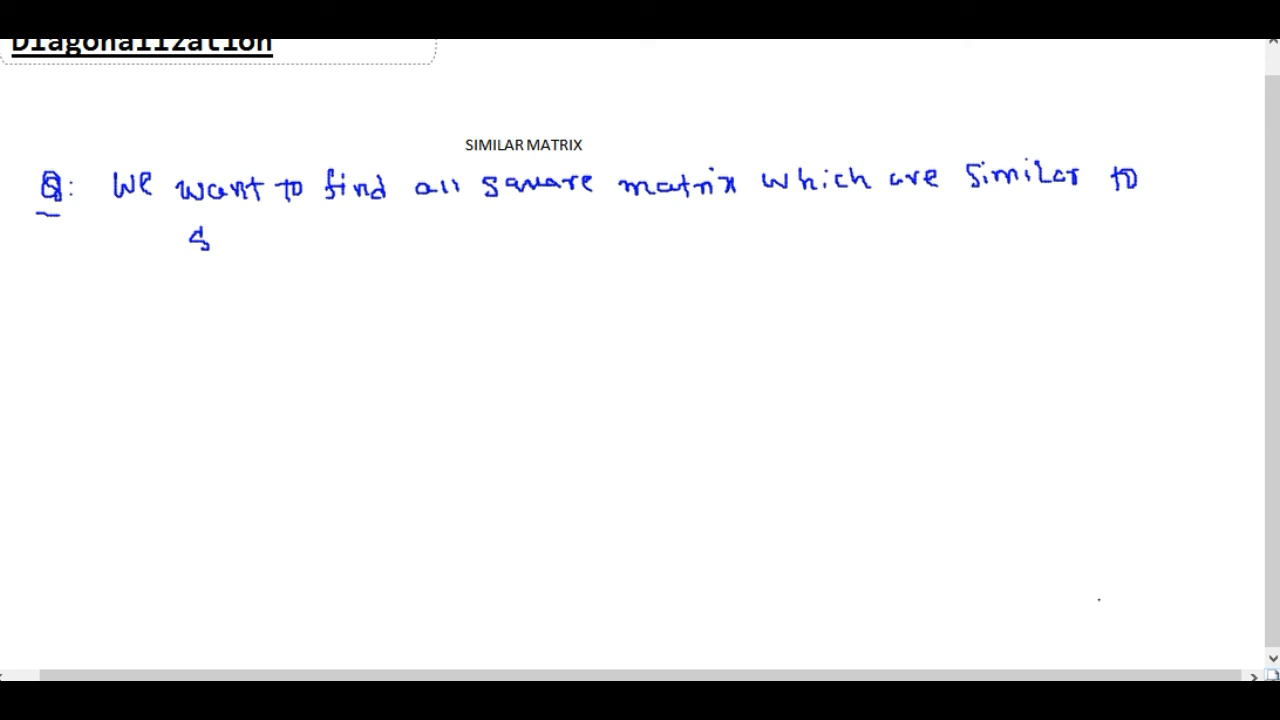 Diagonalization
SIMILAR MATRIX
Q: We want to find all square matrix which are similar to